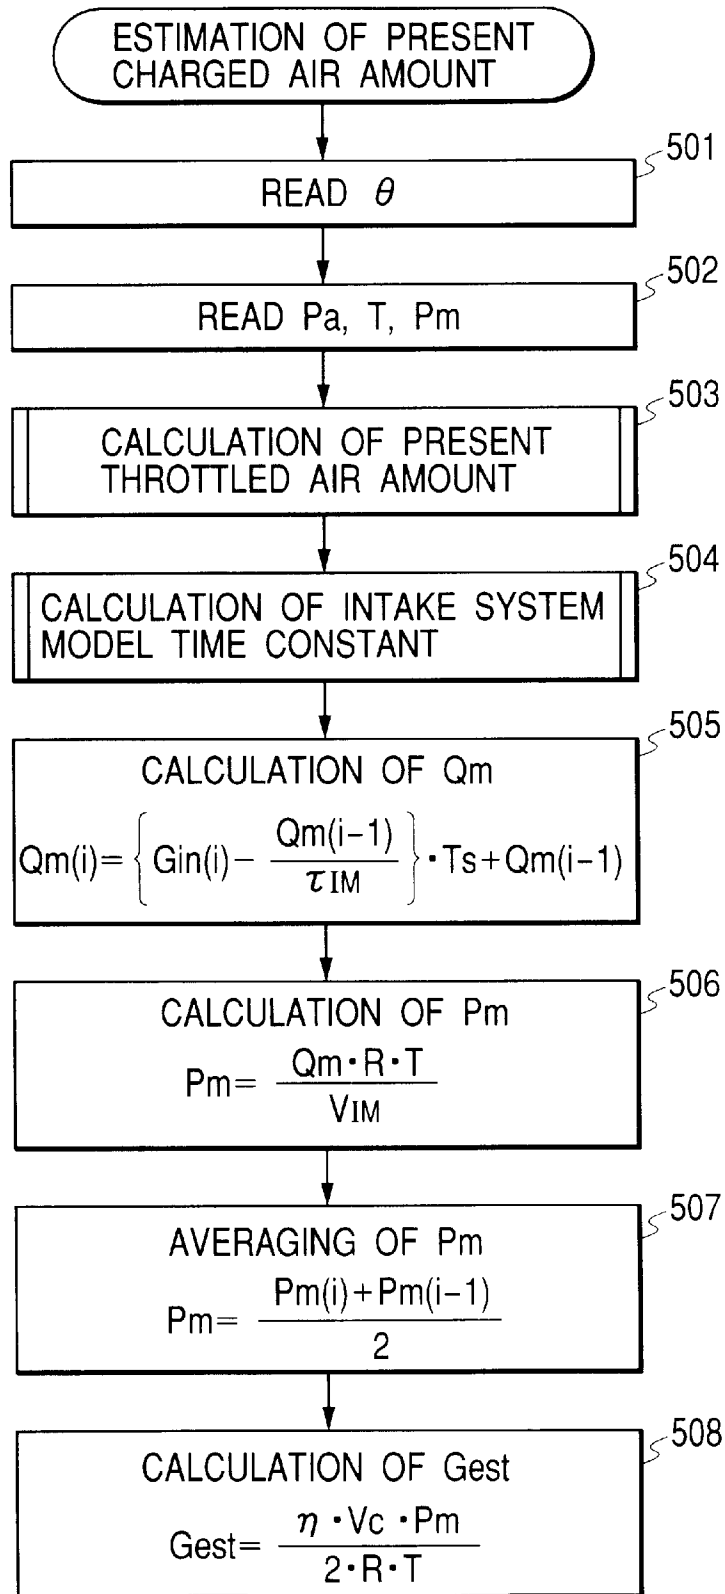 ESTIMATION OF PRESENT
CHARGED AIR AMOUNT
501
READ θ
502
READ Pa, T, Pm
503
CALCULATION OF PRESENT
THROTTLED AIR AMOUNT
504
CALCULATION OF INTAKE SYSTEM
MODEL TIME CONSTANT
505
CALCULATION OF Qm
Qm(i)={Gin(i)− Qm(i−1)/τIM}·Ts+Qm(i−1)
506
CALCULATION OF Pm
Pm= Qm·R·T/VIM
507
AVERAGING OF Pm
Pm= Pm(i)+Pm(i−1)/2
508
CALCULATION OF Gest
Gest= η·Vc·Pm/2·R·T